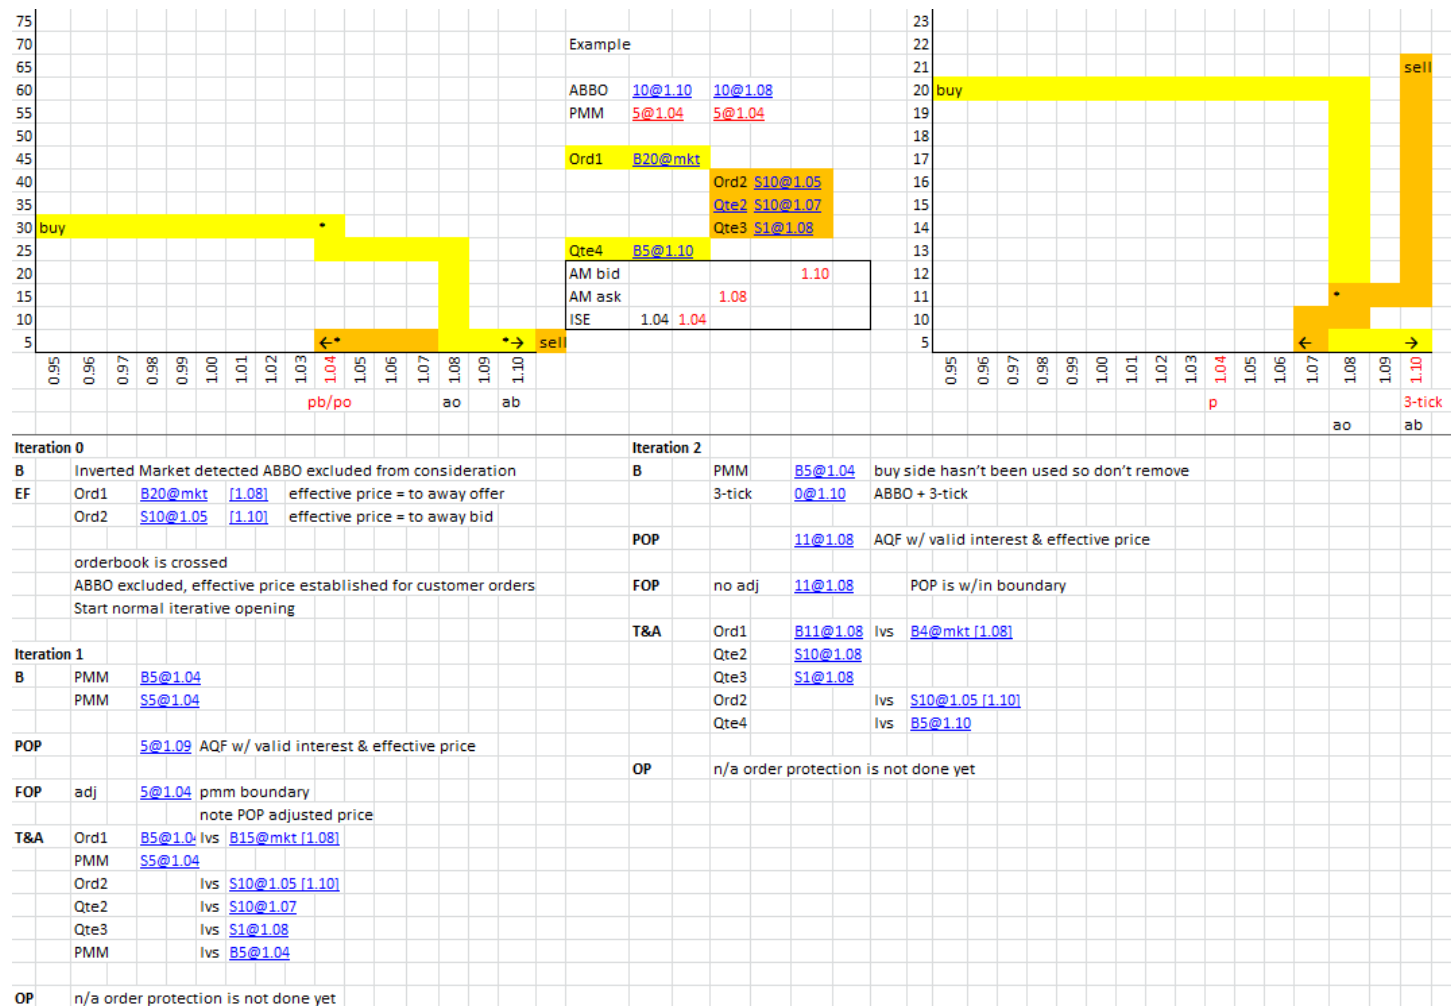 75
70
65
60
55
50
45
40
35
30 buy
25
20
15
10
5
sell
0.95 0.96 0.97 0.98 0.99 1.00 1.01 1.02 1.03 1.04 1.05 1.06 1.07 1.08 1.09 1.10
pb/po ao ab
Example
ABBO 10@1.10 10@1.08
PMM 5@1.04 5@1.04
Ord1 B20@mkt
Ord2 S10@1.05
Qte2 S10@1.07
Qte3 S1@1.08
Qte4 B5@1.10
AM bid 1.10
AM ask 1.08
ISE 1.04 1.04
23
22
21 sell
20 buy
19
18
17
16
15
14
13
12
11
10
5
0.95 0.96 0.97 0.98 0.99 1.00 1.01 1.02 1.03 1.04 1.05 1.06 1.07 1.08 1.09 1.10
p 3-tick
ao ab
Iteration 0
B Inverted Market detected ABBO excluded from consideration
EF Ord1 B20@mkt [1.08] effective price = to away offer
Ord2 S10@1.05 [1.10] effective price = to away bid
orderbook is crossed
ABBO excluded, effective price established for customer orders
Start normal iterative opening
Iteration 1
B PMM B5@1.04
PMM S5@1.04
POP 5@1.09 AQF w/ valid interest & effective price
FOP adj 5@1.04 pmm boundary
note POP adjusted price
T&A Ord1 B5@1.04 lvs B15@mkt [1.08]
PMM S5@1.04
Ord2 lvs S10@1.05 [1.10]
Qte2 lvs S10@1.07
Qte3 lvs S1@1.08
PMM lvs B5@1.04
OP n/a order protection is not done yet
Iteration 2
B PMM B5@1.04 buy side hasn't been used so don't remove
3-tick 0@1.10 ABBO + 3-tick
POP 11@1.08 AQF w/ valid interest & effective price
FOP no adj 11@1.08 POP is w/in boundary
T&A Ord1 B11@1.08 lvs B4@mkt [1.08]
Qte2 S10@1.08
Qte3 S1@1.08
Ord2 lvs S10@1.05 [1.10]
Qte4 lvs B5@1.10
OP n/a order protection is not done yet